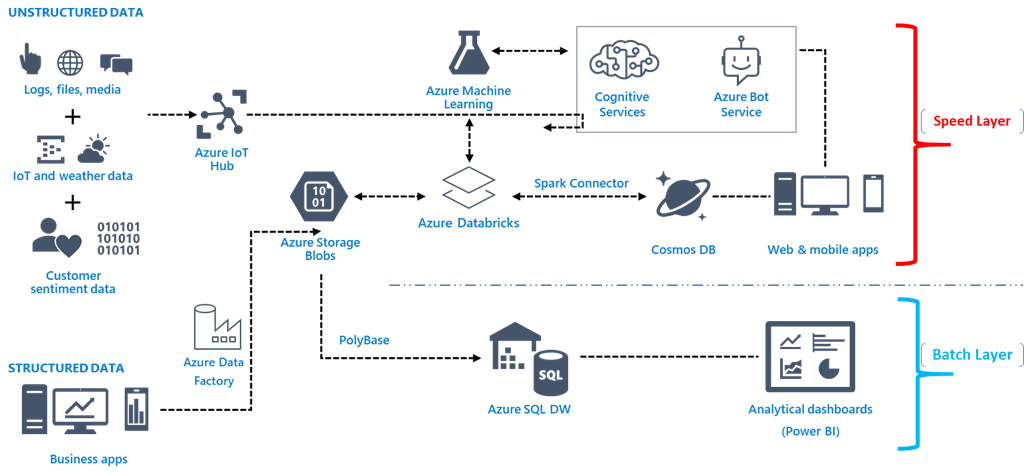 UNSTRUCTURED DATA
Logs, files, media
+
IoT and weather data
+
010101
101010
010101
Customer
sentiment data
Azure IoT
Hub
Azure Machine
Learning
Cognitive
Services
Azure Bot
Service
Speed Layer
10
01
Azure Storage
Blobs
Azure Databricks
Spark Connector
Cosmos DB
Web & mobile apps
Azure Data
Factory
PolyBase
SQL
Azure SQL DW
Analytical dashboards
(Power BI)
Batch Layer
STRUCTURED DATA
Business apps